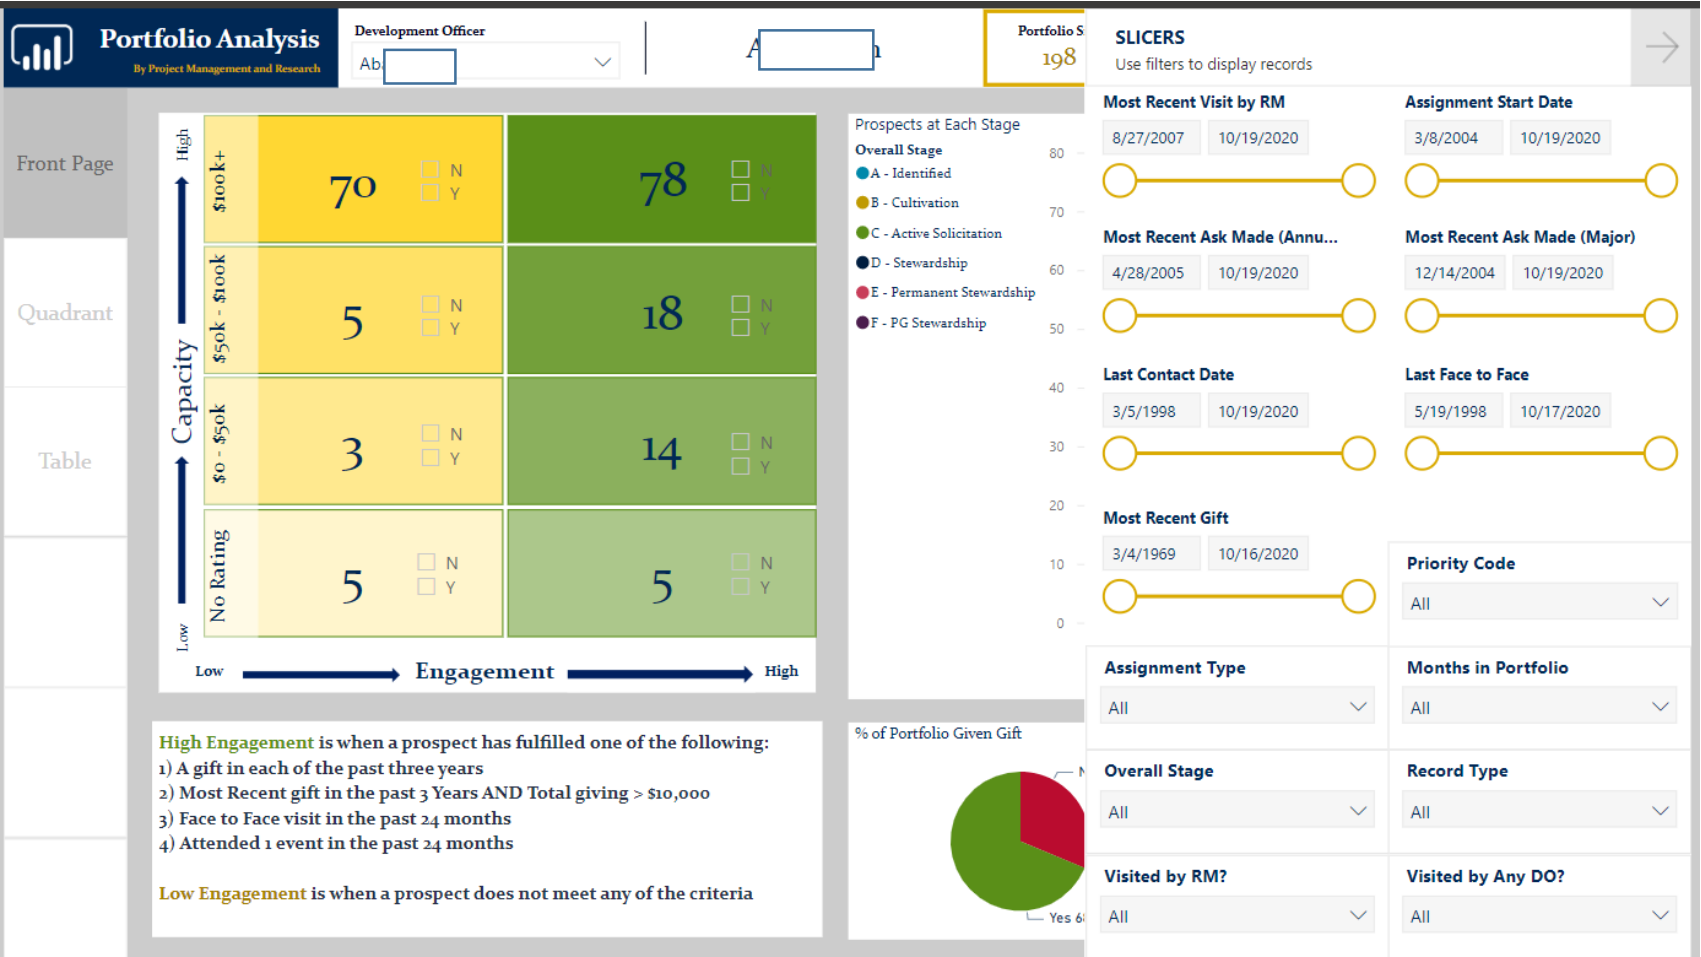 Portfolio Analysis
By Project Management and Research
Development Officer
Portfolio S
198
Front Page
Quadrant
Table
High
Capacity
Low
$100k+
70
N
Y
78
N
Y
$50k - $100k
5
N
Y
18
N
Y
$0 - $50k
3
N
Y
14
N
Y
No Rating
5
N
Y
5
N
Y
Low
Engagement
High
High Engagement is when a prospect has fulfilled one of the following:
1) A gift in each of the past three years
2) Most Recent gift in the past 3 Years AND Total giving > $10,000
3) Face to Face visit in the past 24 months
4) Attended 1 event in the past 24 months
Low Engagement is when a prospect does not meet any of the criteria
Prospects at Each Stage
Overall Stage
A - Identified
B - Cultivation
C - Active Solicitation
D - Stewardship
E - Permanent Stewardship
F - PG Stewardship
80
70
60
50
40
30
20
10
0
% of Portfolio Given Gift
N
Yes 6
SLICERS
Use filters to display records
Most Recent Visit by RM
8/27/2007 10/19/2020
Assignment Start Date
3/8/2004 10/19/2020
Most Recent Ask Made (Annu...
4/28/2005 10/19/2020
Most Recent Ask Made (Major)
12/14/2004 10/19/2020
Last Contact Date
3/5/1998 10/19/2020
Last Face to Face
5/19/1998 10/17/2020
Most Recent Gift
3/4/1969 10/16/2020
Priority Code
All
Assignment Type
All
Months in Portfolio
All
Overall Stage
All
Record Type
All
Visited by RM?
All
Visited by Any DO?
All